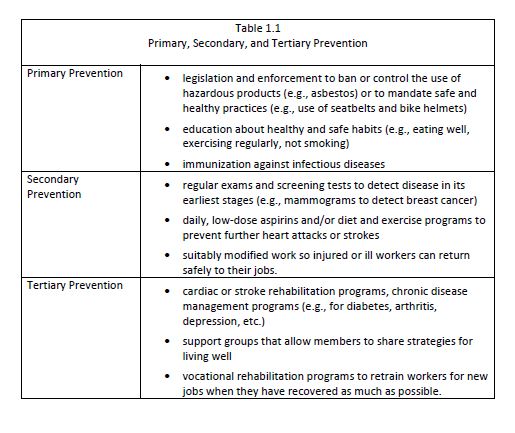 Table 1.1
Primary, Secondary, and Tertiary Prevention
Primary Prevention
• legislation and enforcement to ban or control the use of
hazardous products (e.g., asbestos) or to mandate safe and
healthy practices (e.g., use of seatbelts and bike helmets)
• education about healthy and safe habits (e.g., eating well,
exercising regularly, not smoking)
• immunization against infectious diseases
Secondary
Prevention
• regular exams and screening tests to detect disease in its
earliest stages (e.g., mammograms to detect breast cancer)
• daily, low-dose aspirins and/or diet and exercise programs to
prevent further heart attacks or strokes
• suitably modified work so injured or ill workers can return
safely to their jobs.
Tertiary Prevention
• cardiac or stroke rehabilitation programs, chronic disease
management programs (e.g., for diabetes, arthritis,
depression, etc.)
• support groups that allow members to share strategies for
living well
• vocational rehabilitation programs to retrain workers for new
jobs when they have recovered as much as possible.